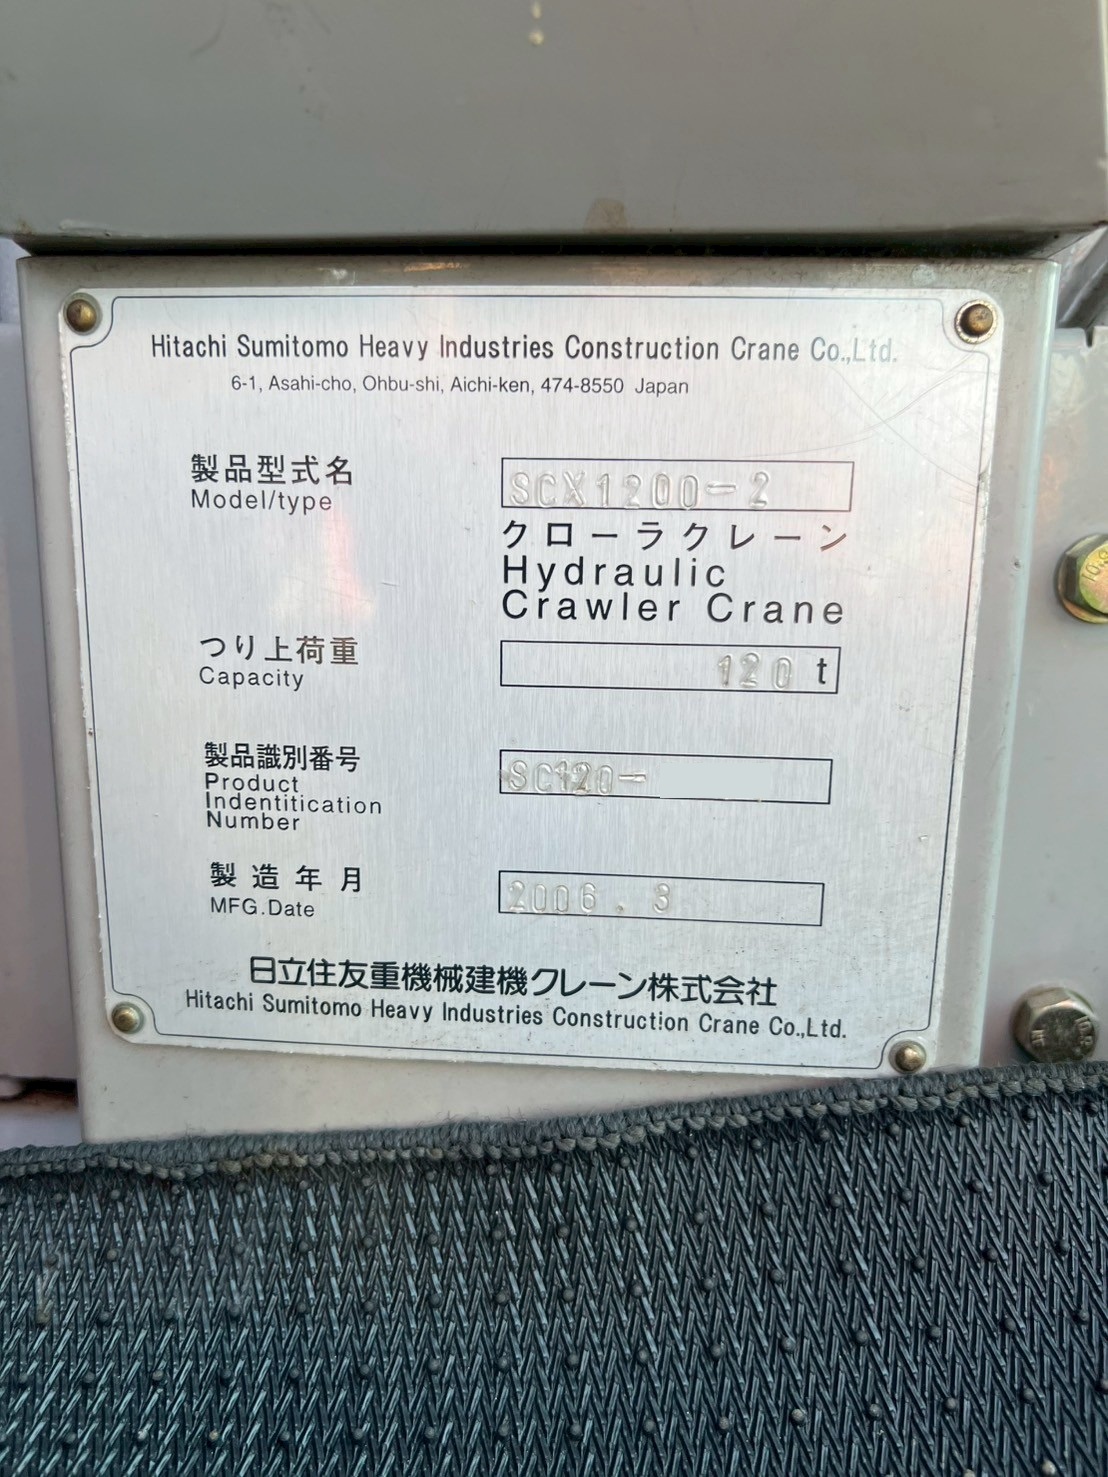 Hitachi Sumitomo Heavy Industries Construction Crane Co.,Ltd.
6-1, Asahi-cho, Ohbu-shi, Aichi-ken, 474-8550 Japan
製品型式名
Model/type
SCX1200-2
クローラクレーン
Hydraulic
Crawler Crane
つり上荷重
Capacity
120 t
製品識別番号
Product
Indentitication
Number
SC120-
製造年月
MFG.Date
2006.3
日立住友重機械建機クレーン株式会社
Hitachi Sumitomo Heavy Industries Construction Crane Co.,Ltd.